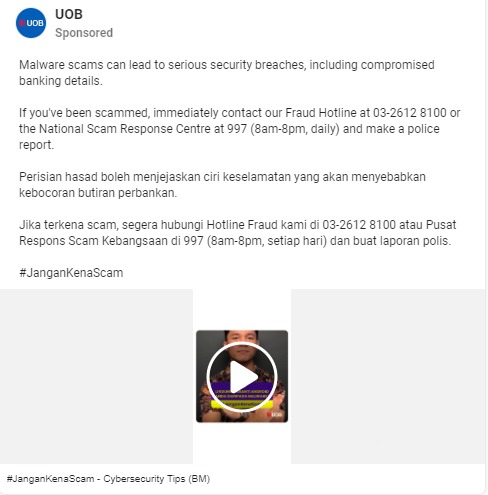 UOB
UOB
Sponsored
Malware scams can lead to serious security breaches, including compromised
banking details.
If you've been scammed, immediately contact our Fraud Hotline at 03-2612 8100 or
the National Scam Response Centre at 997 (8am-8pm, daily) and make a police
report.
Perisian hasad boleh menjejaskan ciri keselamatan yang akan menyebabkan
kebocoran butiran perbankan.
Jika terkena scam, segera hubungi Hotline Fraud kami di 03-2612 8100 atau Pusat
Respons Scam Kebangsaan di 997 (8am-8pm, setiap hari) dan buat laporan polis.
#JanganKenaScam
UOB
#JanganKenaScam - Cybersecurity Tips (BM)